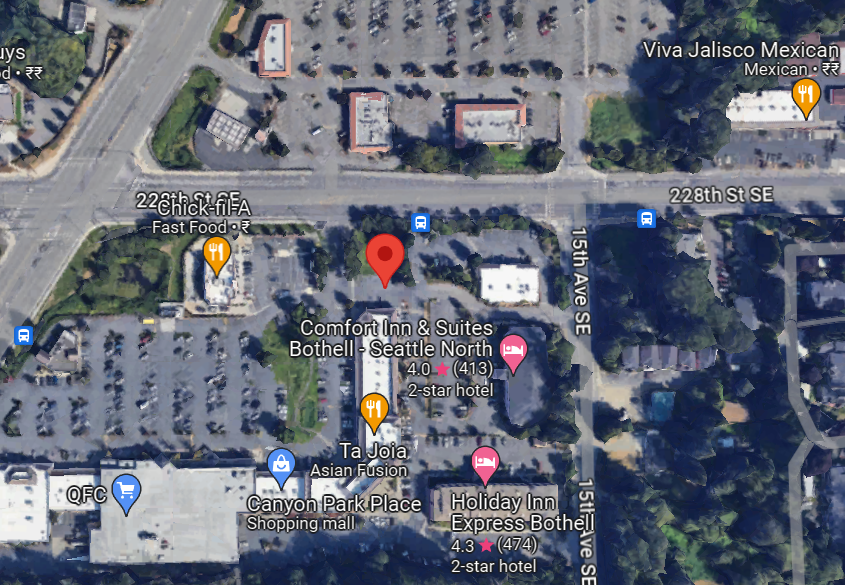 uys
d • ₹₹
Viva Jalisco Mexican
Mexican • ₹₹
228th St SE
Chick-fil-A
Fast Food • ₹
228th St SE
15th Ave SE
Comfort Inn & Suites
Bothell - Seattle North
4.0 ★ (413)
2-star hotel
Ta Joia
Asian Fusion
QFC
Canyon Park Place
Shopping mall
Holiday Inn
Express Bothell
4.3 ★ (474)
2-star hotel
15th Ave SE